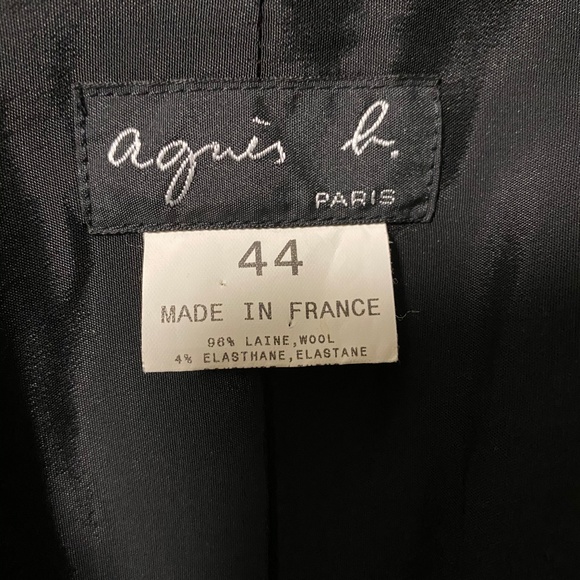 agnès b.
PARIS
44
MADE IN FRANCE
96% LAINE,WOOL
4% ELASTHANE,ELASTANE